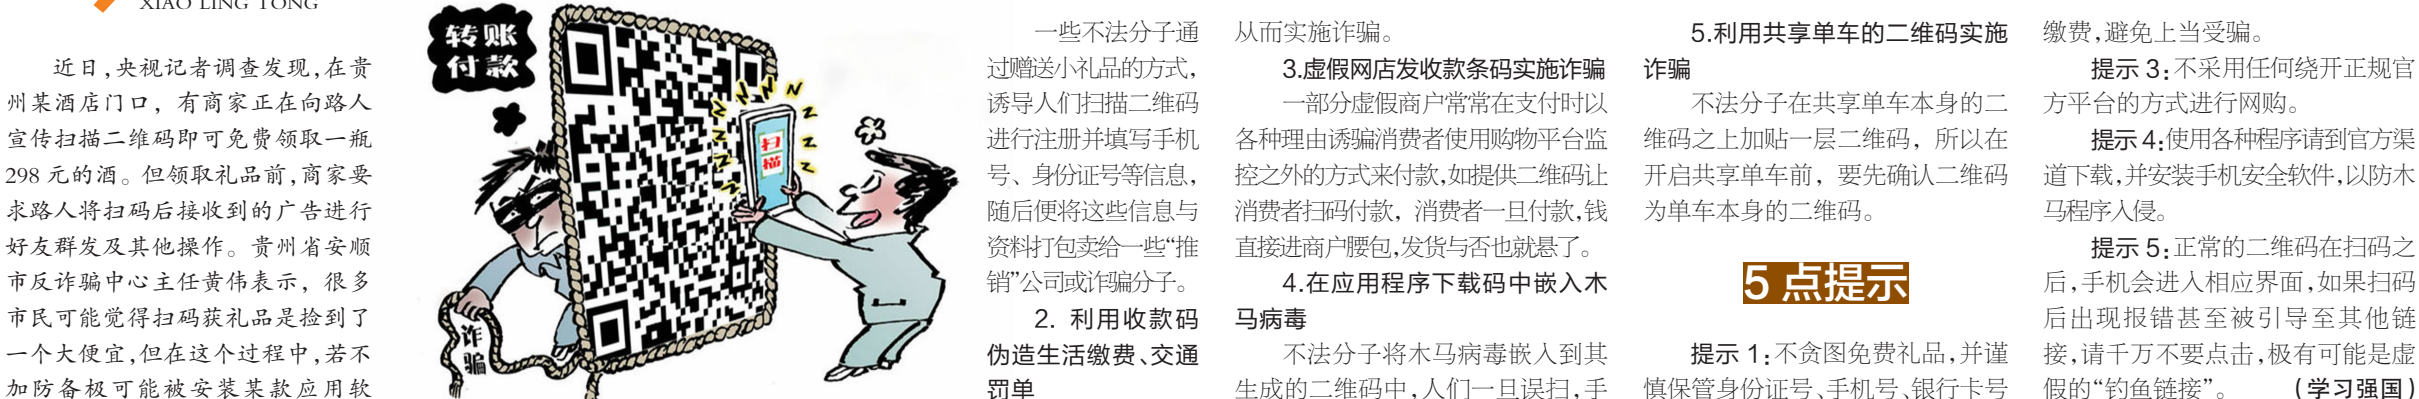 XIAO LING TONG
近日,央视记者调查发现,在贵
州某酒店门口，有商家正在向路人
宣传扫描二维码即可免费领取一瓶
298 元的酒。但领取礼品前,商家要
求路人将扫码后接收到的广告进行
好友群发及其他操作。贵州省安顺
市反诈骗中心主任黄伟表示，很多
市民可能觉得扫码获礼品是捡到了
一个大便宜,但在这个过程中,若不
加防备极可能被安装某款应用软
转账
付款
扫描
诈骗
一些不法分子通
过赠送小礼品的方式,
诱导人们扫描二维码
进行注册并填写手机
号、身份证号等信息,
随后便将这些信息与
资料打包卖给一些“推
销”公司或诈骗分子。
2. 利用收款码
伪造生活缴费、交通
罚单
从而实施诈骗。
3.虚假网店发收款条码实施诈骗
一部分虚假商户常常在支付时以
各种理由诱骗消费者使用购物平台监
控之外的方式来付款,如提供二维码让
消费者扫码付款，消费者一旦付款,钱
直接进商户腰包,发货与否也就悬了。
4.在应用程序下载码中嵌入木
马病毒
不法分子将木马病毒嵌入到其
生成的二维码中,人们一旦误扫,手
5.利用共享单车的二维码实施
诈骗
不法分子在共享单车本身的二
维码之上加贴一层二维码，所以在
开启共享单车前，要先确认二维码
为单车本身的二维码。
5 点提示
提示 1:不贪图免费礼品,并谨
慎保管身份证号、手机号、银行卡号
缴费,避免上当受骗。
提示 3:不采用任何绕开正规官
方平台的方式进行网购。
提示 4:使用各种程序请到官方渠
道下载,并安装手机安全软件,以防木
马程序入侵。
提示 5:正常的二维码在扫码之
后,手机会进入相应界面,如果扫码
后出现报错甚至被引导至其他链
接,请千万不要点击,极有可能是虚
假的“钓鱼链接”。 (学习强国)